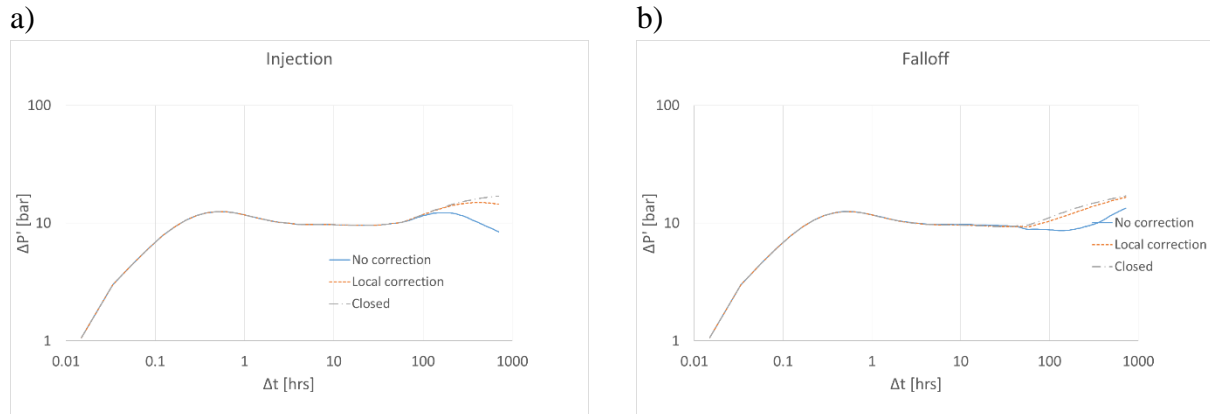 a)
Injection
ΔP' [bar]
100
10
1
0.01 0.1 1 10 100 1000
Δt [hrs]
No correction
Local correction
Closed
b)
Falloff
ΔP' [bar]
100
10
1
0.01 0.1 1 10 100 1000
Δt [hrs]
No correction
Local correction
Closed